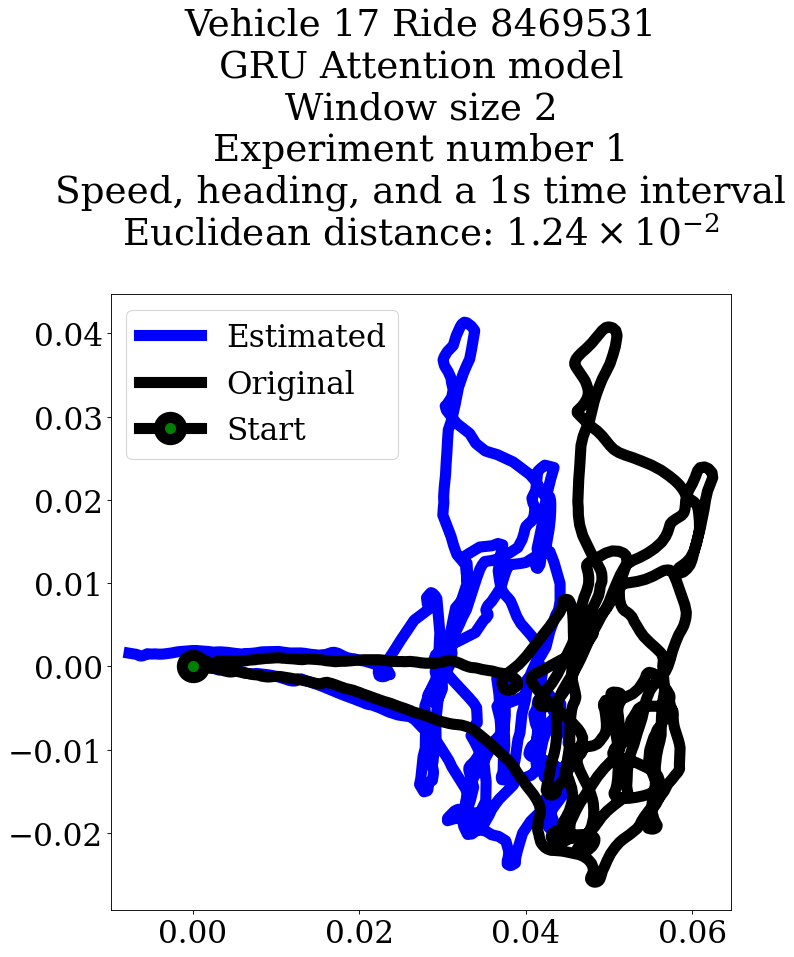 Vehicle 17 Ride 8469531
GRU Attention model
Window size 2
Experiment number 1
Speed, heading, and a 1s time interval
Euclidean distance: 1.24 × 10⁻²
Estimated
Original
Start
0.04
0.03
0.02
0.01
0.00
−0.01
−0.02
0.00 0.02 0.04 0.06